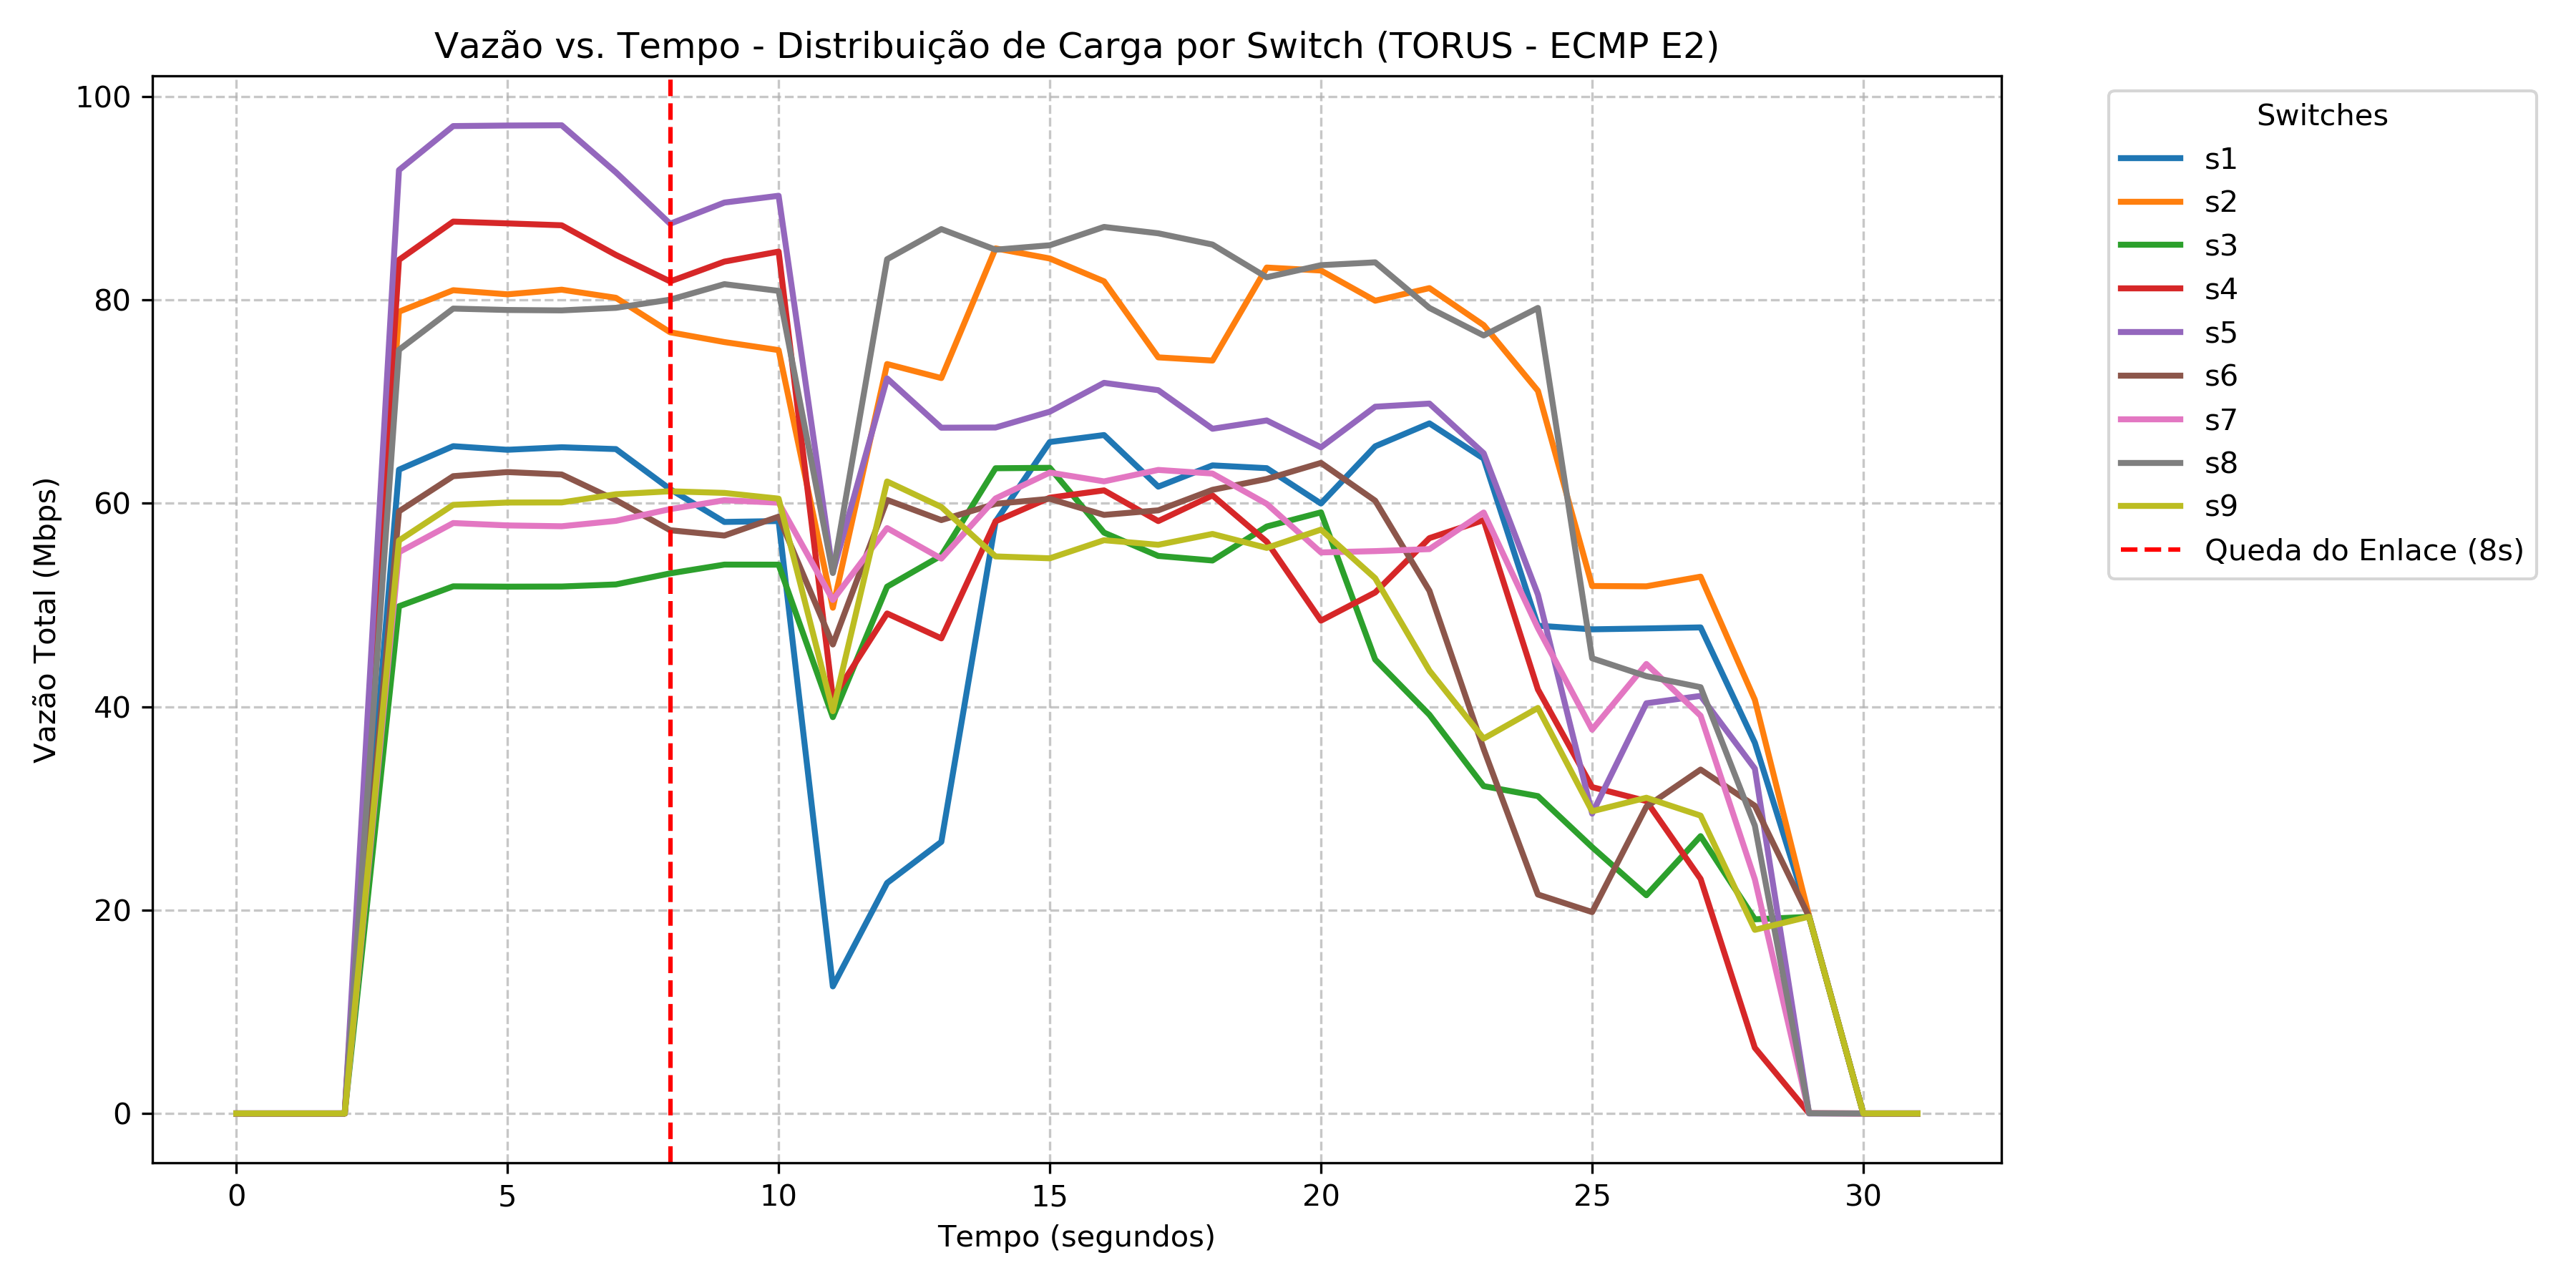 Vazão vs. Tempo - Distribuição de Carga por Switch (TORUS - ECMP E2)
Vazão Total (Mbps)
100
80
60
40
20
0
0
5
10
15
20
25
30
Tempo (segundos)
Switches
s1
s2
s3
s4
s5
s6
s7
s8
s9
Queda do Enlace (8s)